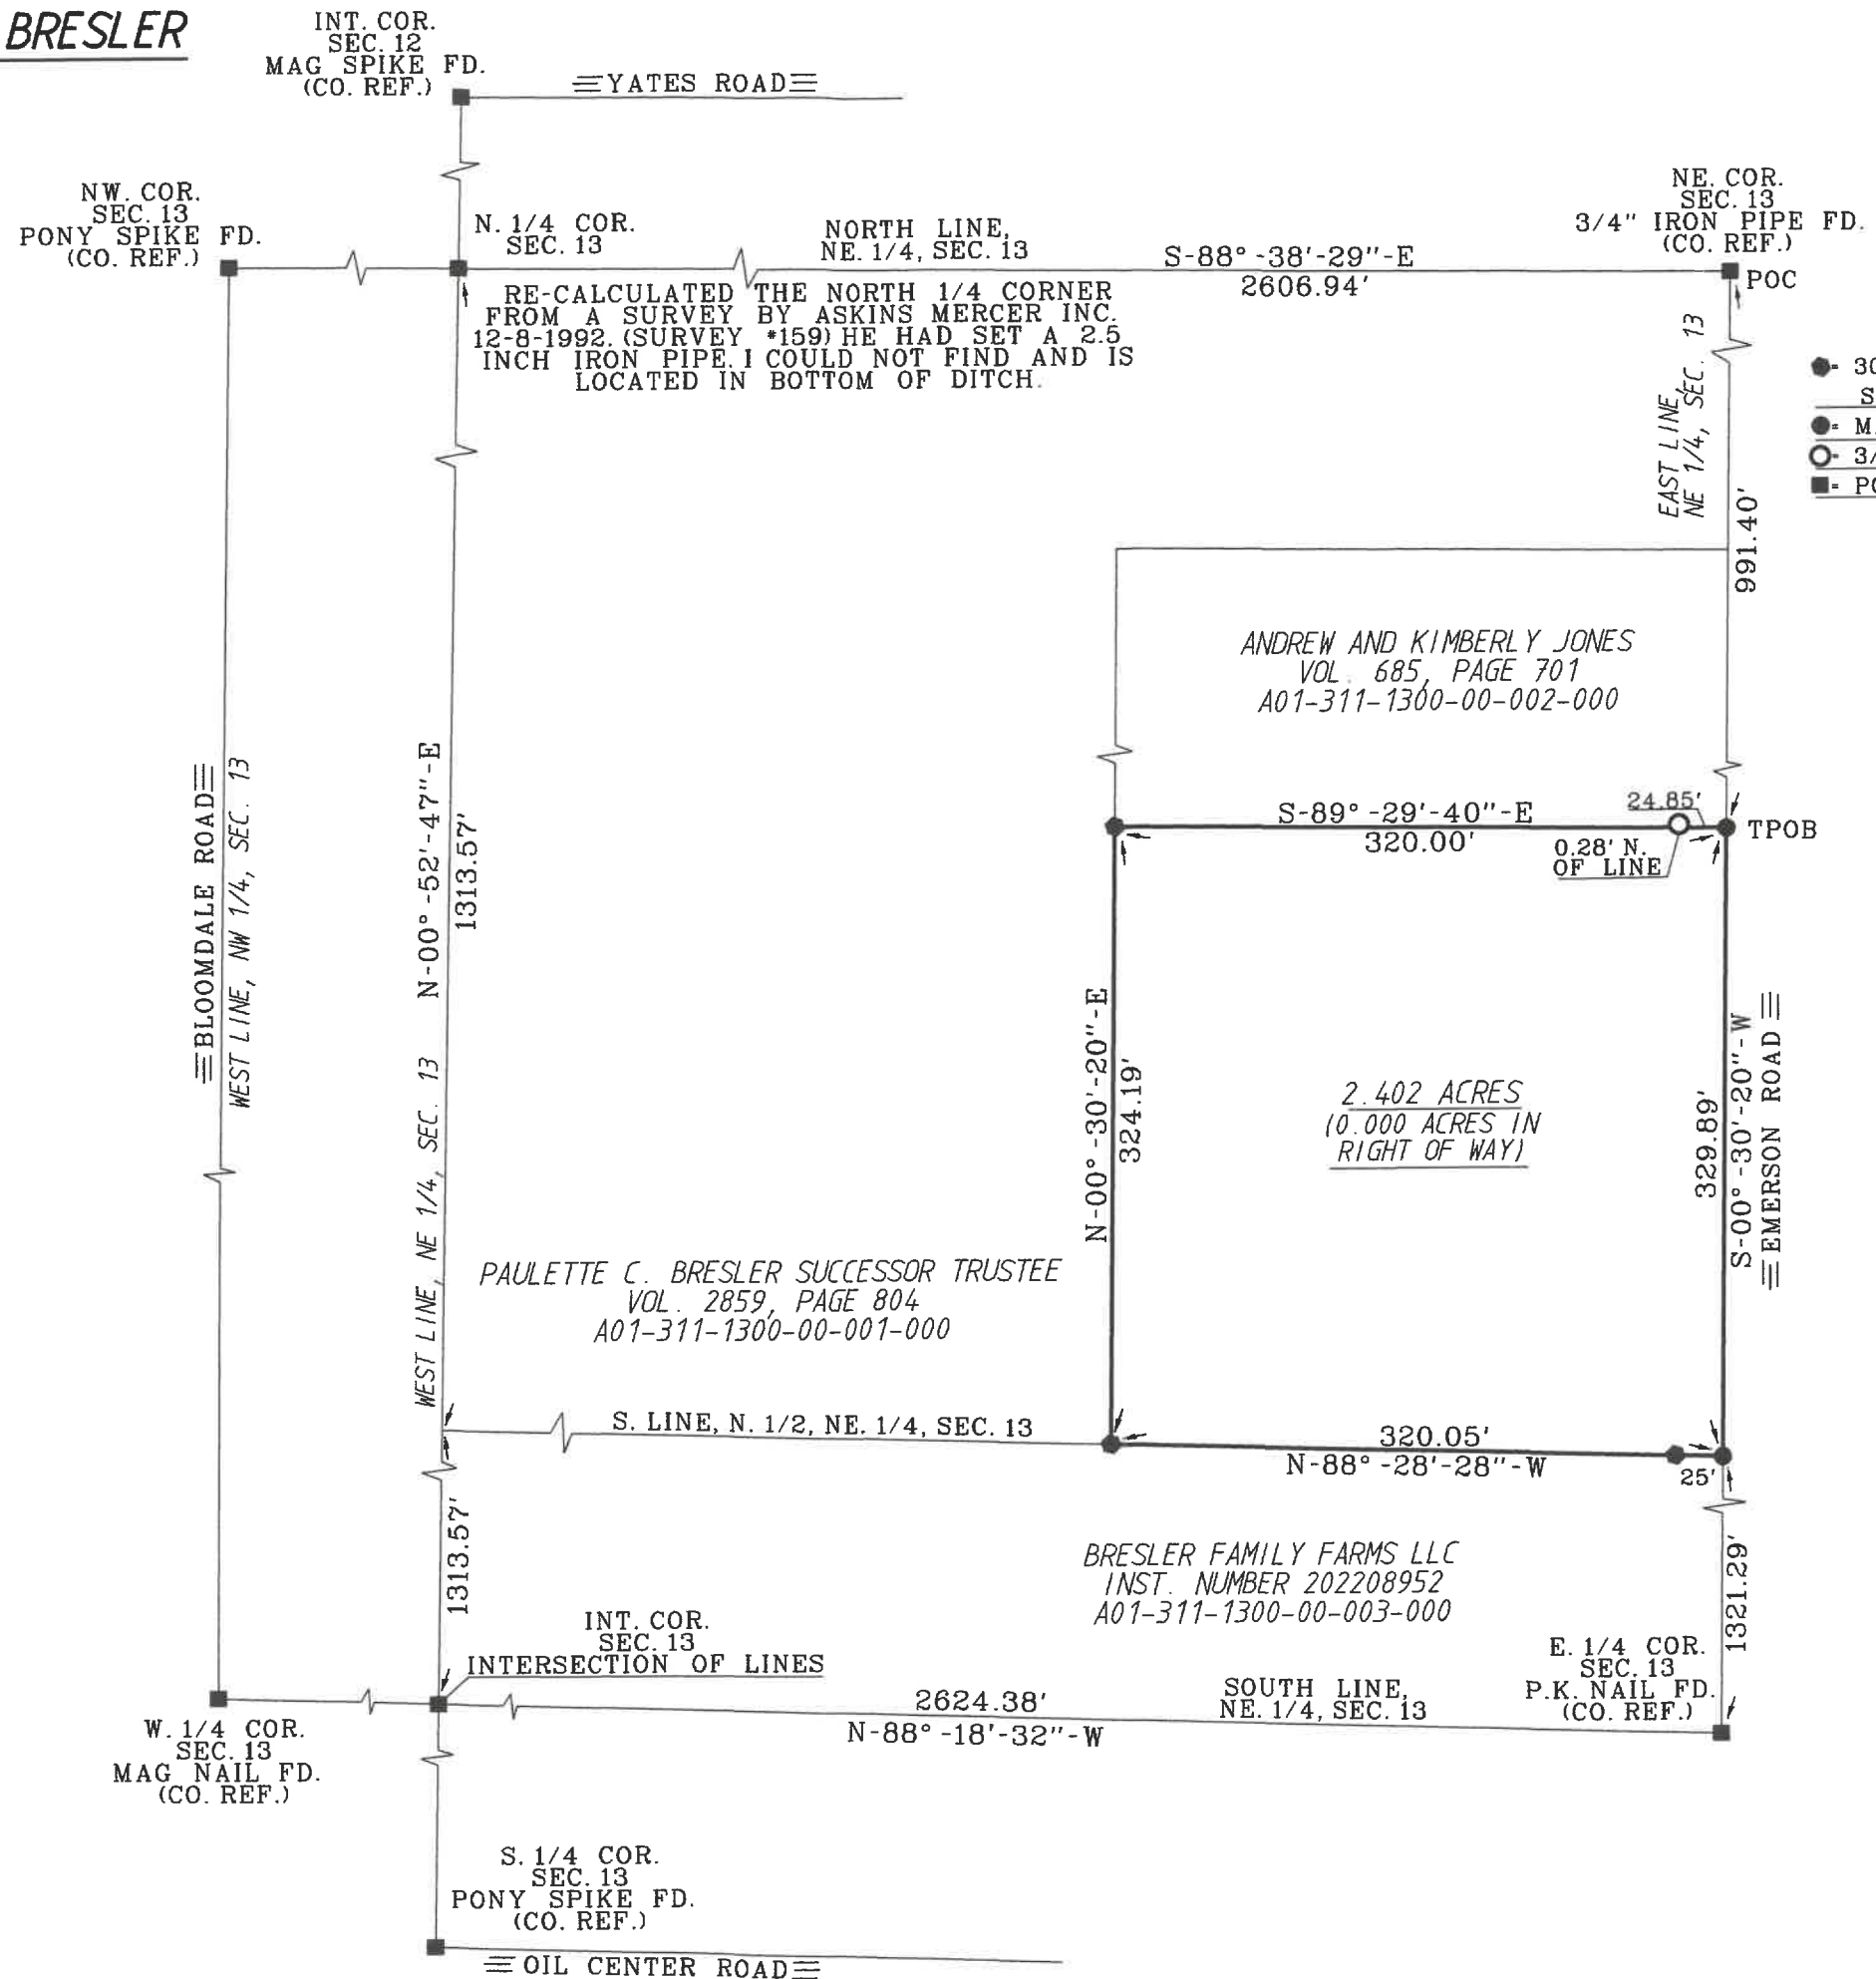 BRESLER
INT. COR.
SEC. 12
MAG SPIKE FD.
(CO. REF.)
≡YATES ROAD≡
NW. COR.
SEC. 13
PONY SPIKE FD.
(CO. REF.)
N. 1/4 COR.
SEC. 13
NORTH LINE,
NE. 1/4, SEC. 13
S-88°-38'-29"-E
2606.94'
NE. COR.
SEC. 13
3/4" IRON PIPE FD.
(CO. REF.)
POC
RE-CALCULATED THE NORTH 1/4 CORNER
FROM A SURVEY BY ASKINS MERCER INC.
12-8-1992. (SURVEY #159) HE HAD SET A 2.5
INCH IRON PIPE. I COULD NOT FIND AND IS
LOCATED IN BOTTOM OF DITCH.
EAST LINE,
NE 1/4, SEC. 13
991.40'
30
S
M
3/
P
ANDREW AND KIMBERLY JONES
VOL. 685, PAGE 701
A01-311-1300-00-002-000
≡BLOOMDALE ROAD≡
WEST LINE, NW 1/4, SEC. 13
N-00°-52'-47"-E
1313.57'
WEST LINE, NE 1/4, SEC. 13
S-89°-29'-40"-E
320.00'
24.85'
0.28' N.
OF LINE
TPOB
N-00°-30'-20"-E
324.19'
2.402 ACRES
(0.000 ACRES IN
RIGHT OF WAY)
329.89'
S-00°-30'-20"-W
≡EMERSON ROAD≡
PAULETTE C. BRESLER SUCCESSOR TRUSTEE
VOL. 2859, PAGE 804
A01-311-1300-00-001-000
S. LINE, N. 1/2, NE. 1/4, SEC. 13
320.05'
N-88°-28'-28"-W
25'
1313.57'
BRESLER FAMILY FARMS LLC
INST. NUMBER 202208952
A01-311-1300-00-003-000
1321.29'
INT. COR.
SEC. 13
INTERSECTION OF LINES
E. 1/4 COR.
SEC. 13
P.K. NAIL FD.
(CO. REF.)
2624.38'
N-88°-18'-32"-W
SOUTH LINE,
NE. 1/4, SEC. 13
W. 1/4 COR.
SEC. 13
MAG NAIL FD.
(CO. REF.)
S. 1/4 COR.
SEC. 13
PONY SPIKE FD.
(CO. REF.)
≡OIL CENTER ROAD≡